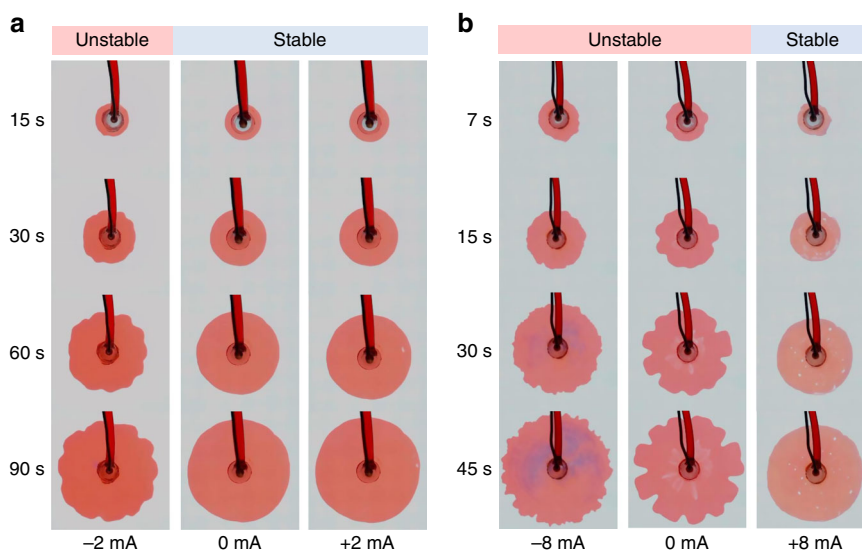 a
Unstable Stable
15 s
30 s
60 s
90 s
–2 mA 0 mA +2 mA
b
Unstable Stable
7 s
15 s
30 s
45 s
–8 mA 0 mA +8 mA